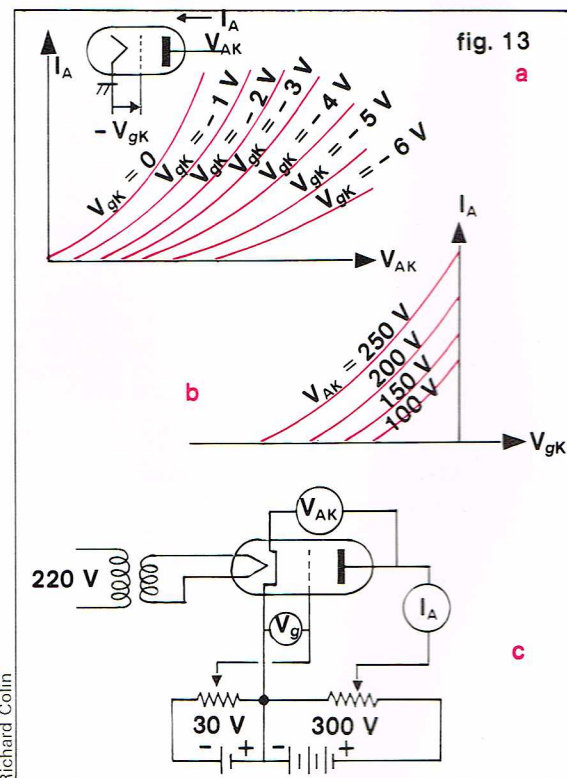 fig. 13
a
I_A
I_A
V_AK
- V_gK
V_gK = 0
V_gK = - 1 V
V_gK = - 2 V
V_gK = - 3 V
V_gK = - 4 V
V_gK = - 5 V
V_gK = - 6 V
V_AK
I_A
b
V_AK = 250 V
200 V
150 V
100 V
V_gK
V_AK
220 V
I_A
V_g
c
30 V
300 V
- +
- +
Richard Colin